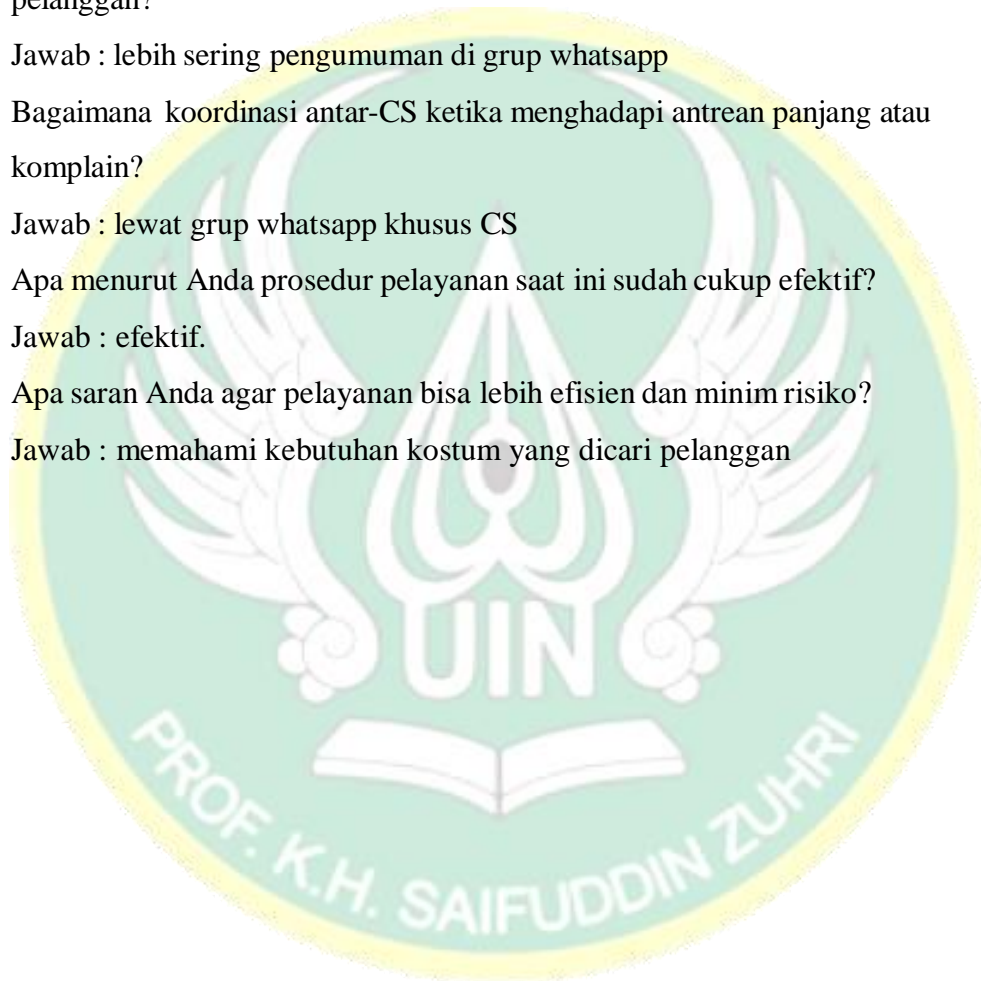 pelanggan?
Jawab : lebih sering pengumuman di grup whatsapp
Bagaimana koordinasi antar-CS ketika menghadapi antrean panjang atau
komplain?
Jawab : lewat grup whatsapp khusus CS
Apa menurut Anda prosedur pelayanan saat ini sudah cukup efektif?
Jawab : efektif.
Apa saran Anda agar pelayanan bisa lebih efisien dan minim risiko?
Jawab : memahami kebutuhan kostum yang dicari pelanggan
UIN
PROF. K.H. SAIFUDDIN ZUHRI